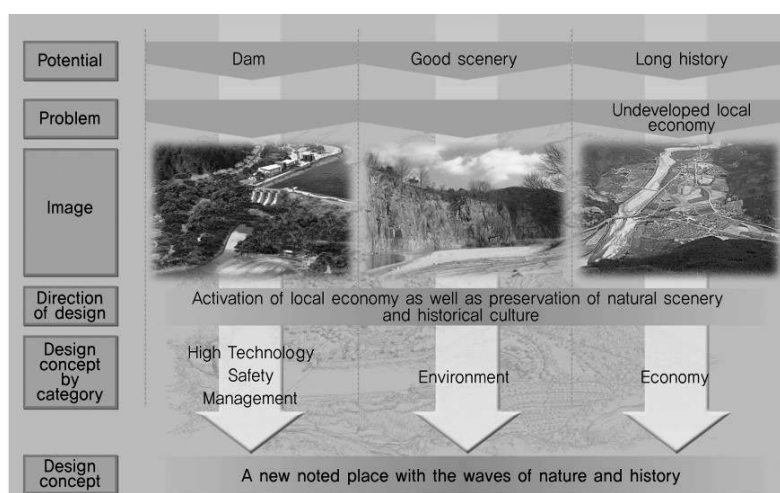 Potential
Dam
Good scenery
Long history
Problem
Undeveloped local
economy
Image
Direction
of design
Activation of local economy as well as preservation of natural scenery
and historical culture
Design
concept
by
category
High Technology
Safety
Management
Environment
Economy
Design
concept
A new noted place with the waves of nature and history